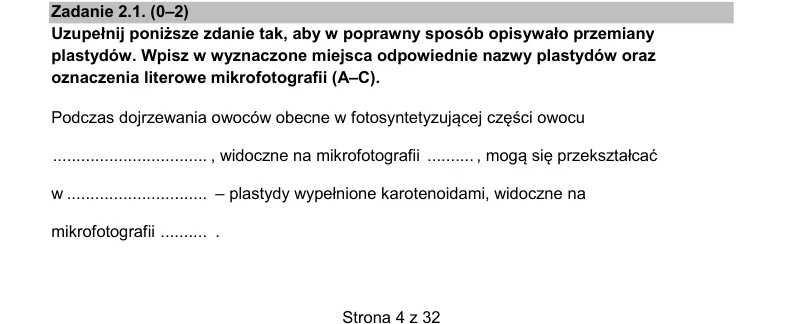 Zadanie 2.1. (0–2)
Uzupełnij poniższe zdanie tak, aby w poprawny sposób opisywało przemiany
plastydów. Wpisz w wyznaczone miejsca odpowiednie nazwy plastydów oraz
oznaczenia literowe mikrofotografii (A–C).
Podczas dojrzewania owoców obecne w fotosyntetyzującej części owocu
................................. , widoczne na mikrofotografii .......... , mogą się przekształcać
w .............................. – plastydy wypełnione karotenoidami, widoczne na
mikrofotografii .......... .
Strona 4 z 32